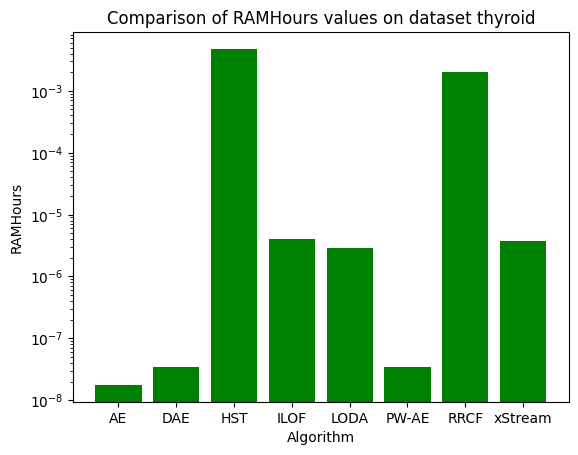 Comparison of RAMHours values on dataset thyroid
RAMHours
10⁻³
10⁻⁴
10⁻⁵
10⁻⁶
10⁻⁷
10⁻⁸
AE DAE HST ILOF LODA PW-AE RRCF xStream
Algorithm